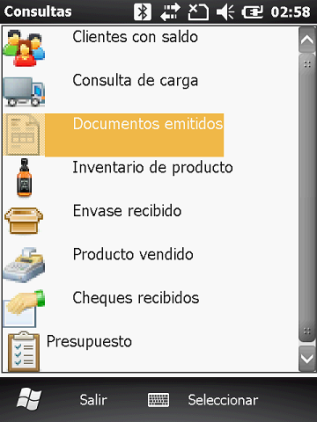 Consultas 02:58
Clientes con saldo
Consulta de carga
Documentos emitidos
Inventario de producto
Envase recibido
Producto vendido
Cheques recibidos
Presupuesto
Salir Seleccionar